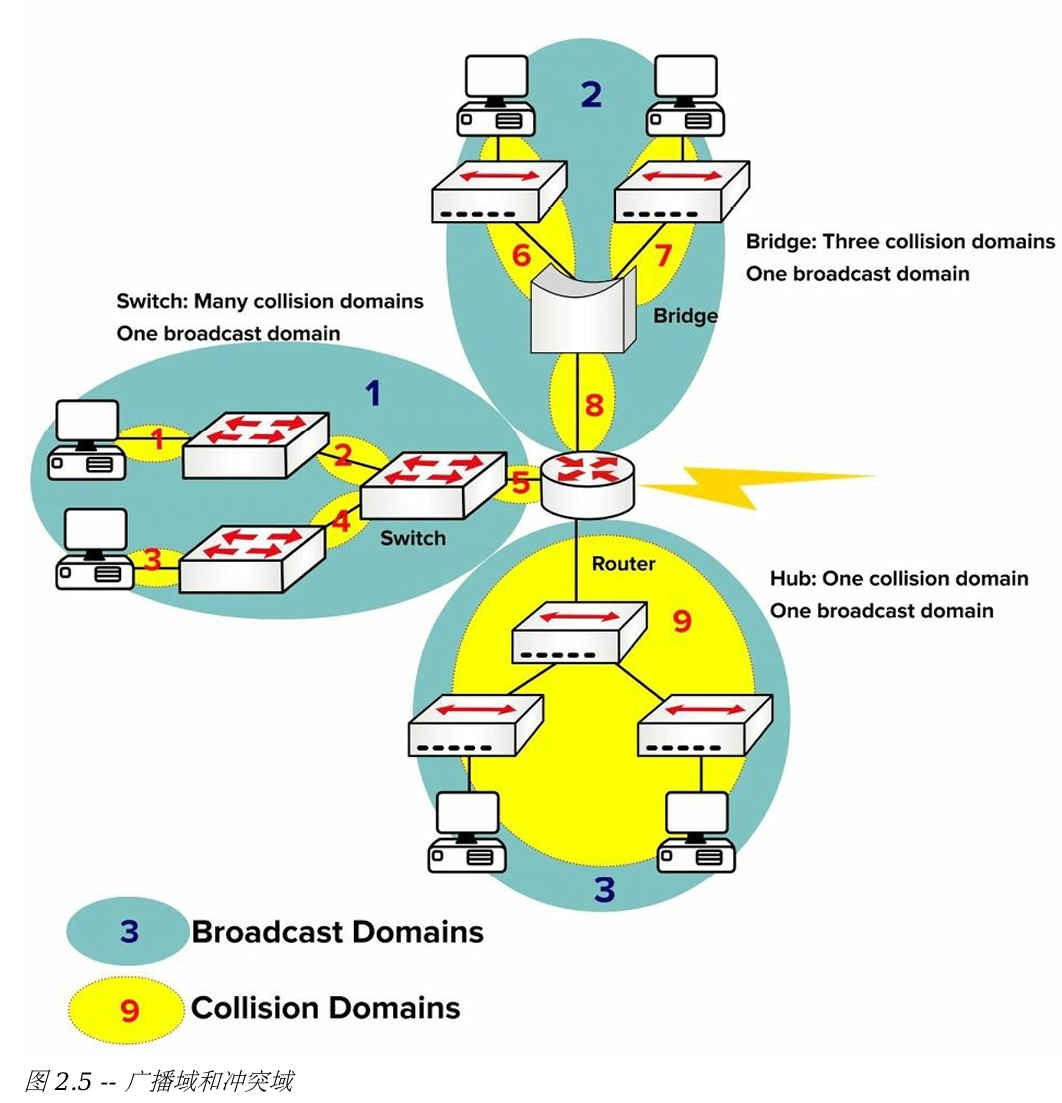 2
6
7
Bridge: Three collision domains
One broadcast domain
Bridge
Switch: Many collision domains
One broadcast domain
1
8
1
2
5
4
Switch
3
Router
Hub: One collision domain
One broadcast domain
9
3
3 Broadcast Domains
9 Collision Domains
图 2.5 -- 广播域和冲突域